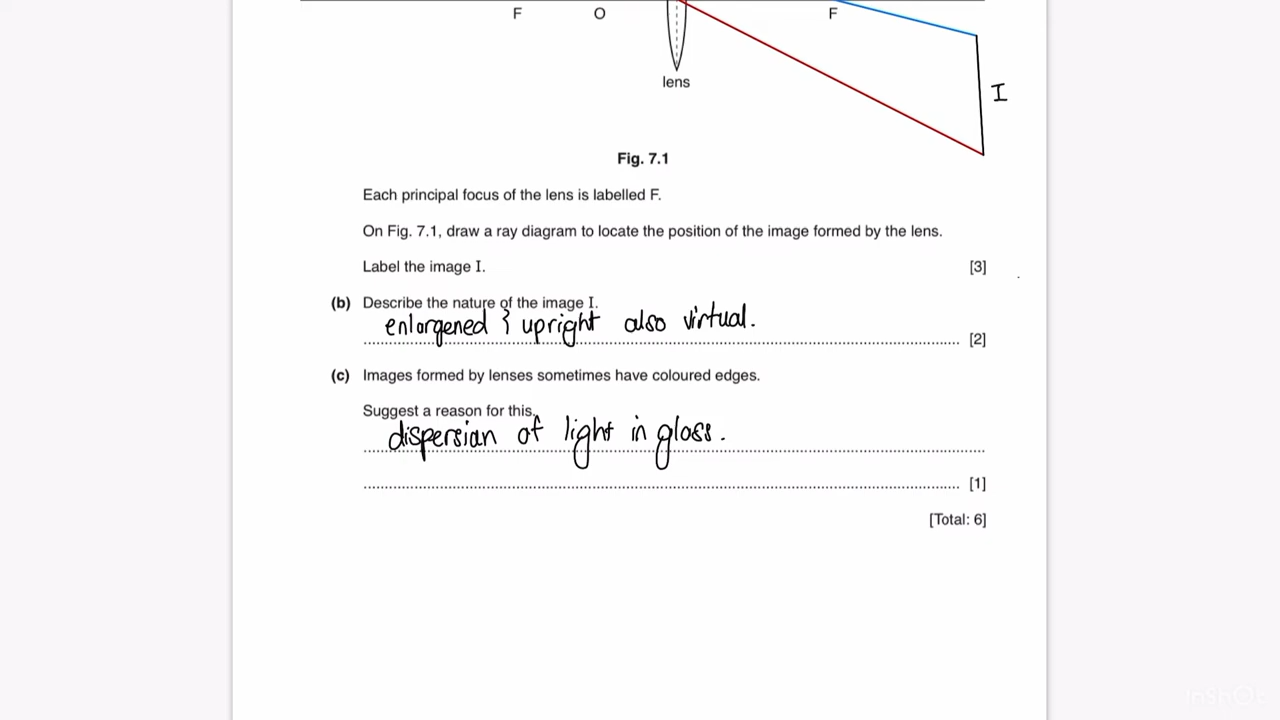 F O F
lens
I
Fig. 7.1
Each principal focus of the lens is labelled F.
On Fig. 7.1, draw a ray diagram to locate the position of the image formed by the lens.
Label the image I. [3]
(b) Describe the nature of the image I.
enlargened & upright also virtual. [2]
(c) Images formed by lenses sometimes have coloured edges.
Suggest a reason for this.
dispersian of light in glass.
[1]
[Total: 6]
InShOt